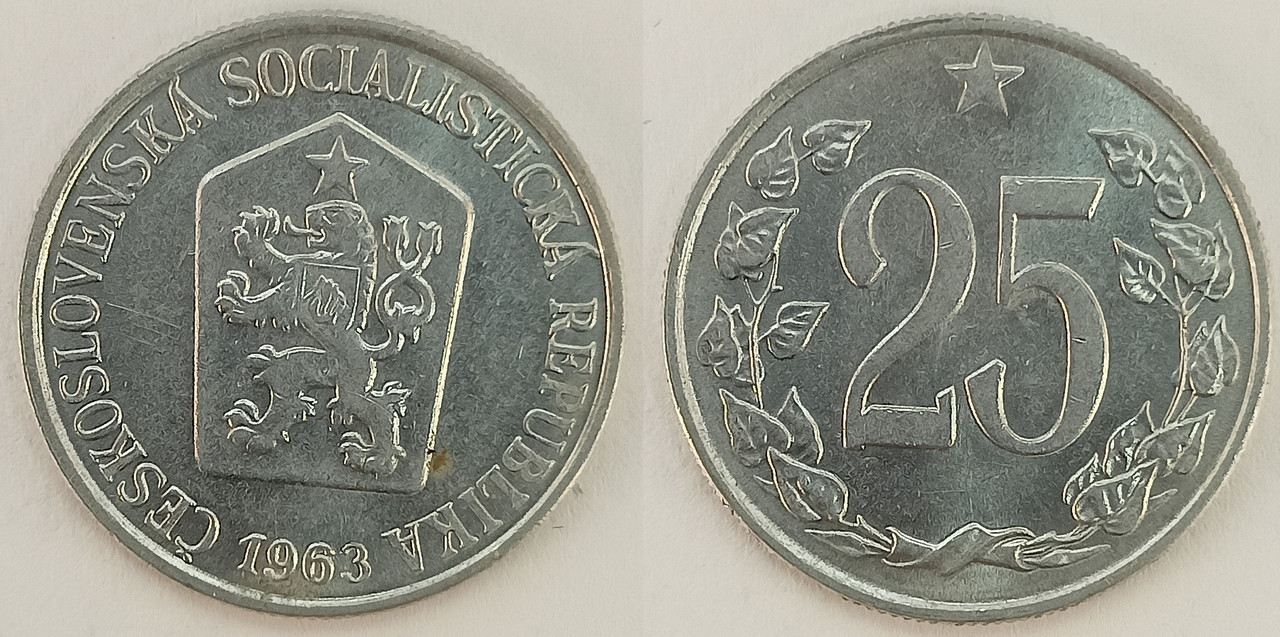 ČESKOSLOVENSKÁ SOCIALISTICKÁ REPUBLIKA
1963
25